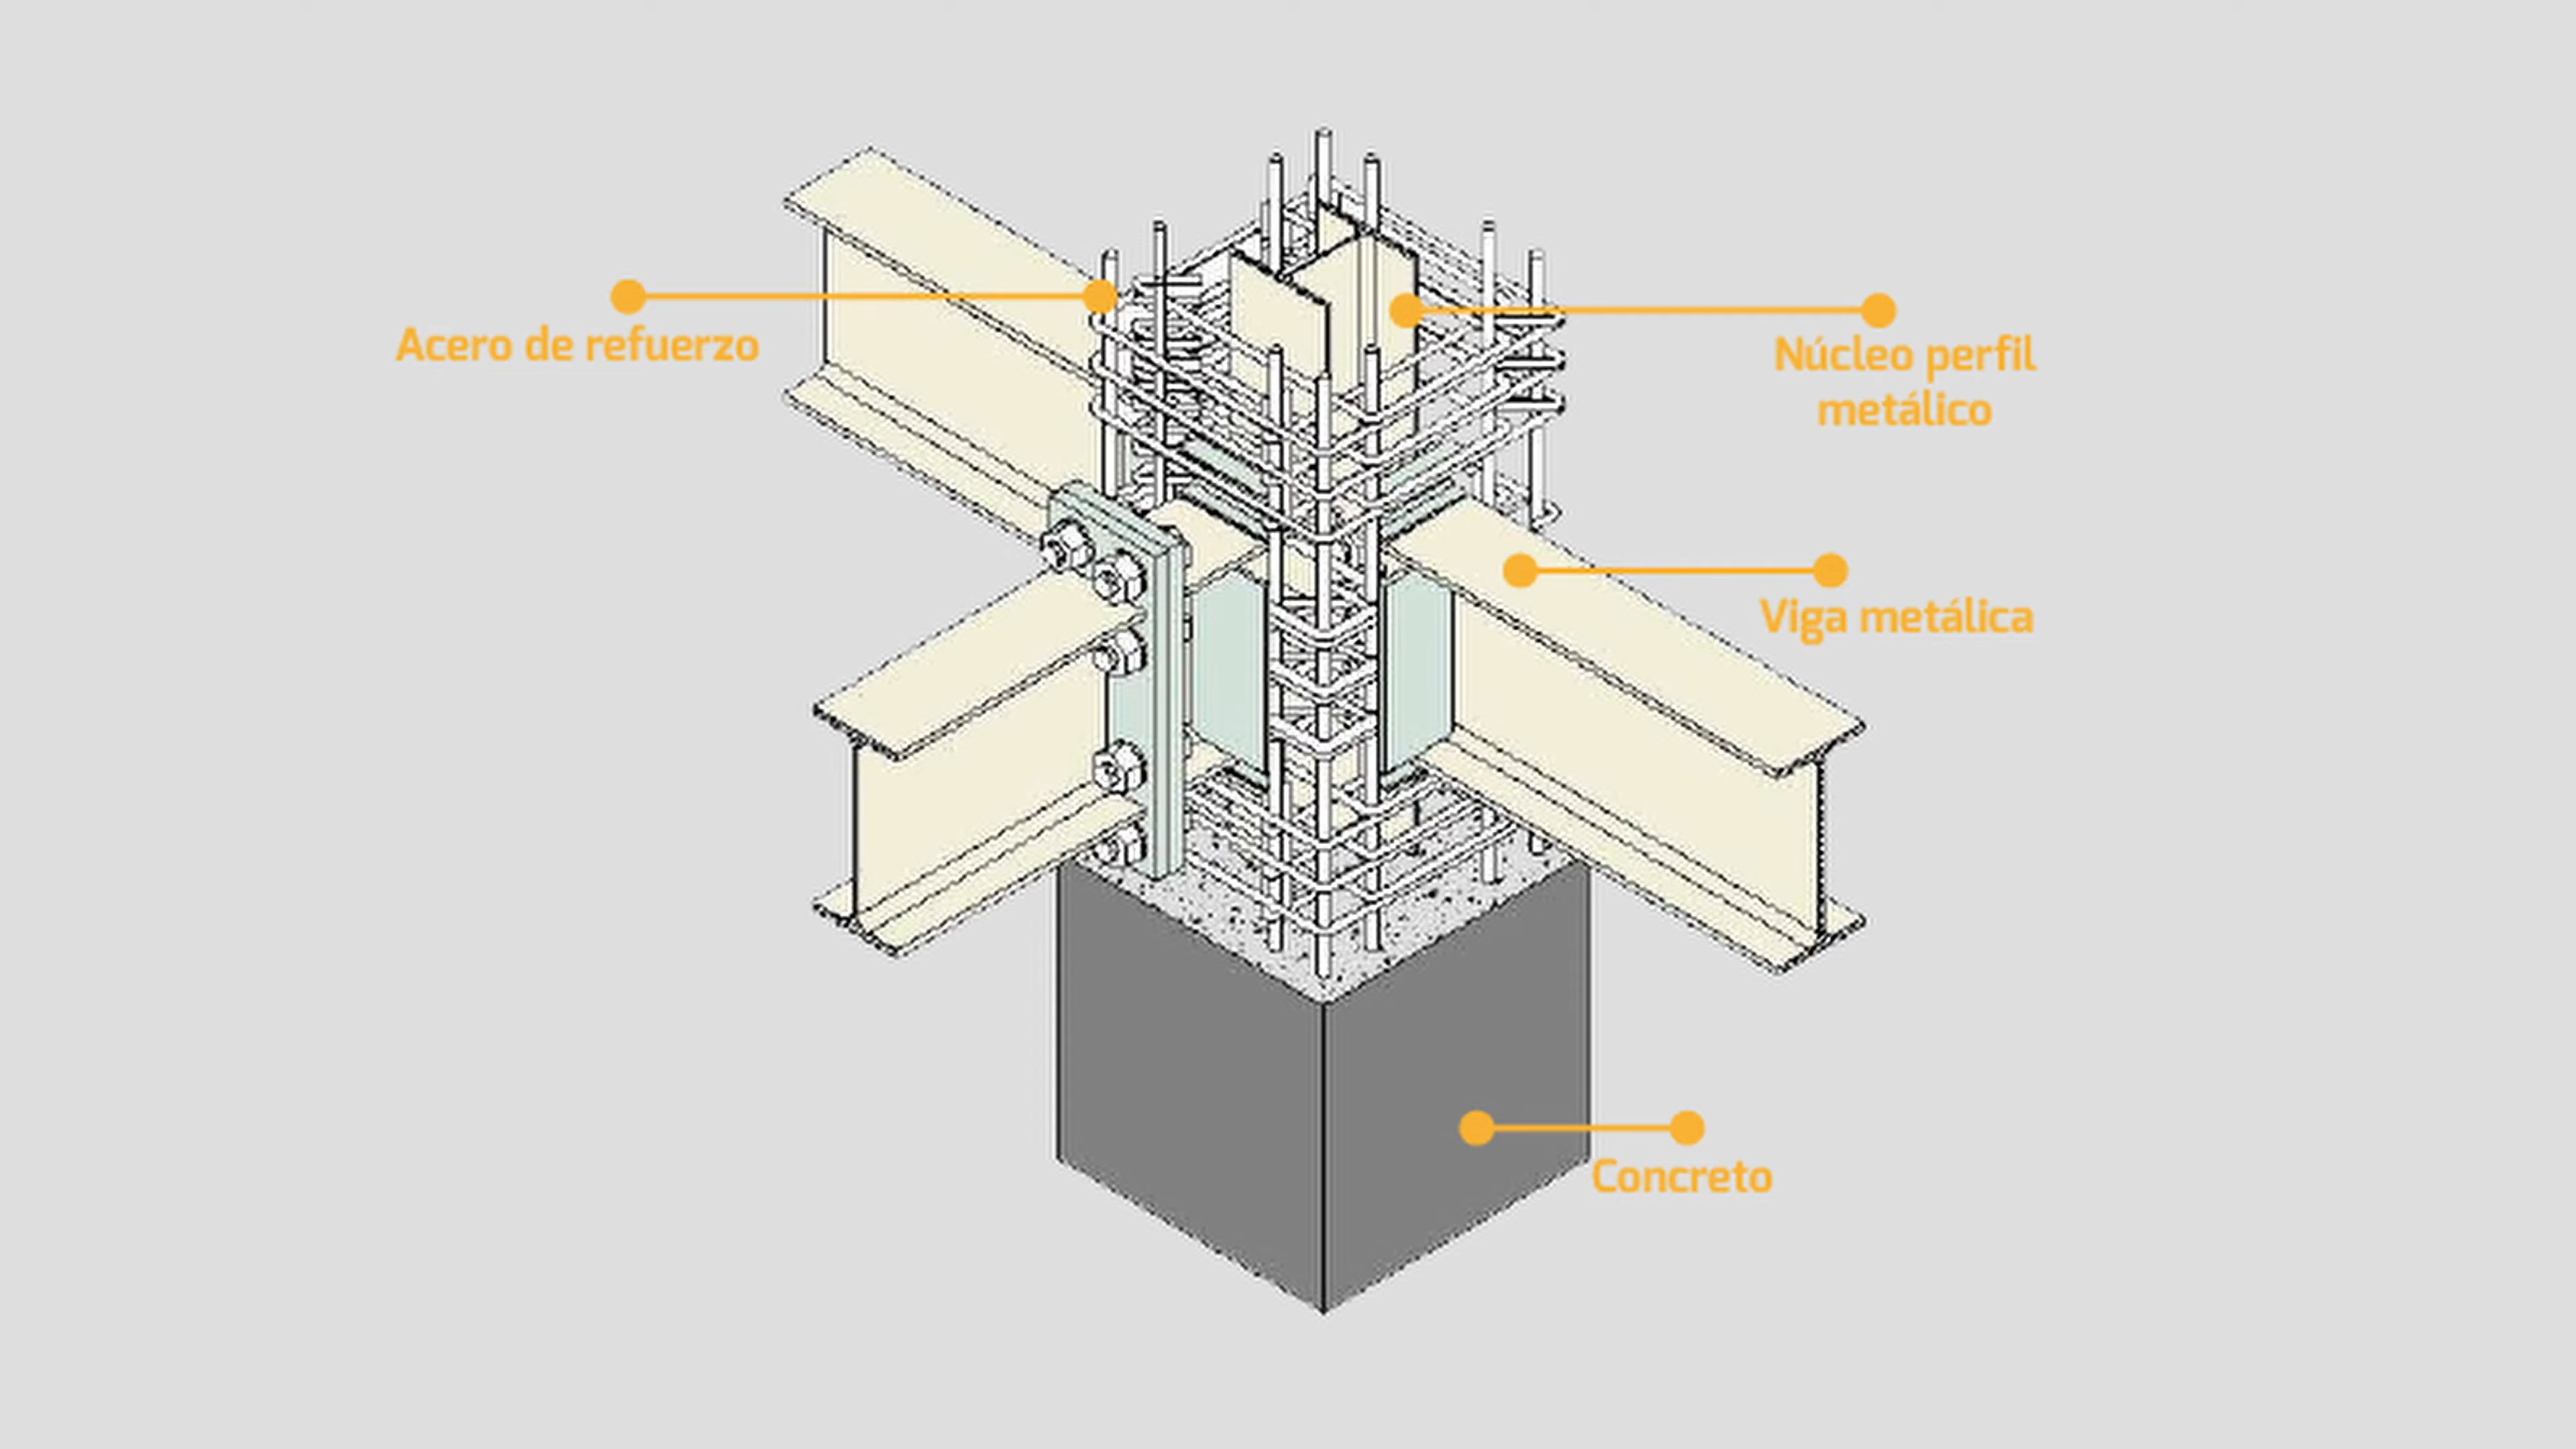 Acero de refuerzo
Núcleo perfil
metálico
Viga metálica
Concreto